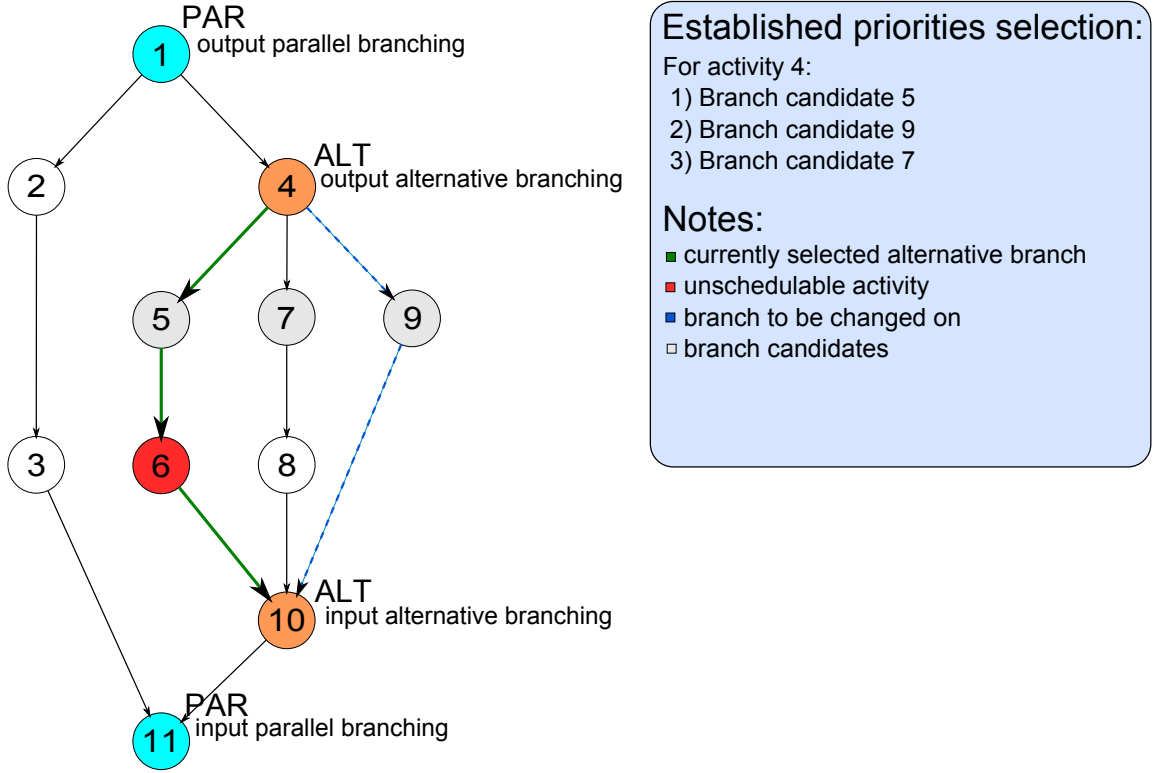 PAR
output parallel branching
1
ALT
output alternative branching
2
4
5
7
9
3
6
8
ALT
input alternative branching
10
PAR
input parallel branching
11
Established priorities selection:
For activity 4:
1) Branch candidate 5
2) Branch candidate 9
3) Branch candidate 7
Notes:
currently selected alternative branch
unschedulable activity
branch to be changed on
branch candidates